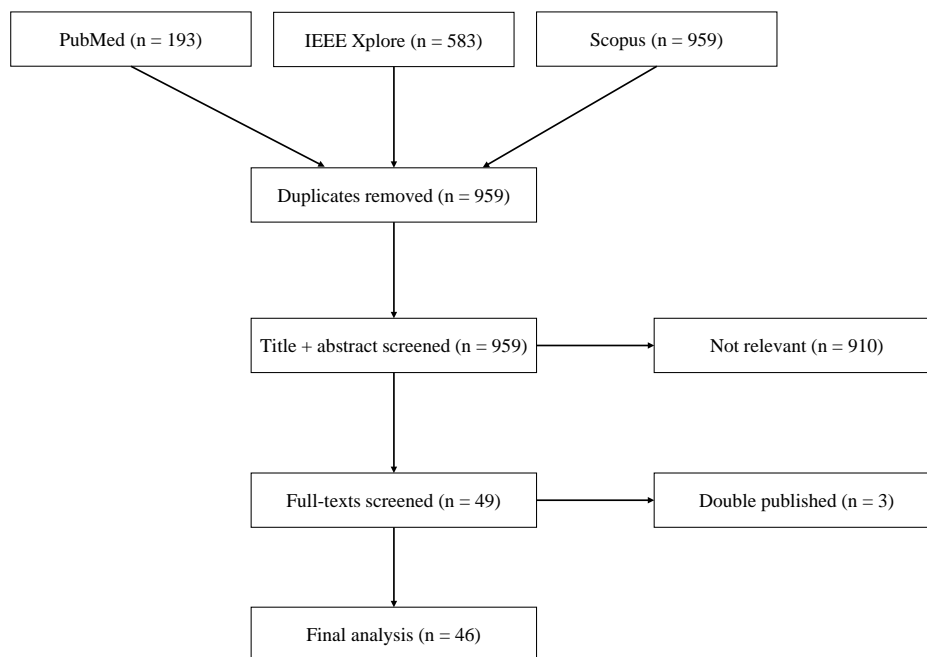 PubMed (n = 193)
IEEE Xplore (n = 583)
Scopus (n = 959)
Duplicates removed (n = 959)
Title + abstract screened (n = 959)
Not relevant (n = 910)
Full-texts screened (n = 49)
Double published (n = 3)
Final analysis (n = 46)